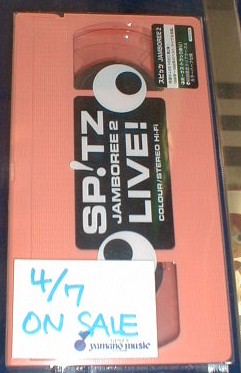 SP!TZ
JAMBOREE 2
LIVE!
COLOUR/STEREO HI-FI
スピッツ JAMBOREE 2
4/7
ON SALE
yamano music